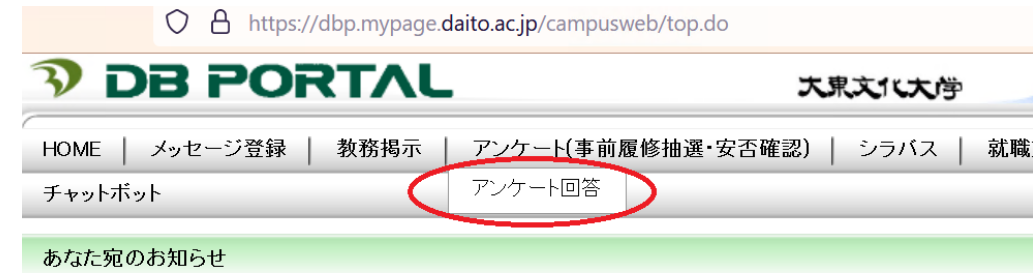 https://dbp.mypage.daito.ac.jp/campusweb/top.do
DB PORTAL 大東文化大学
HOME | メッセージ登録 | 教務掲示 | アンケート(事前履修抽選・安否確認) | シラバス | 就職
チャットボット アンケート回答
あなた宛のお知らせ